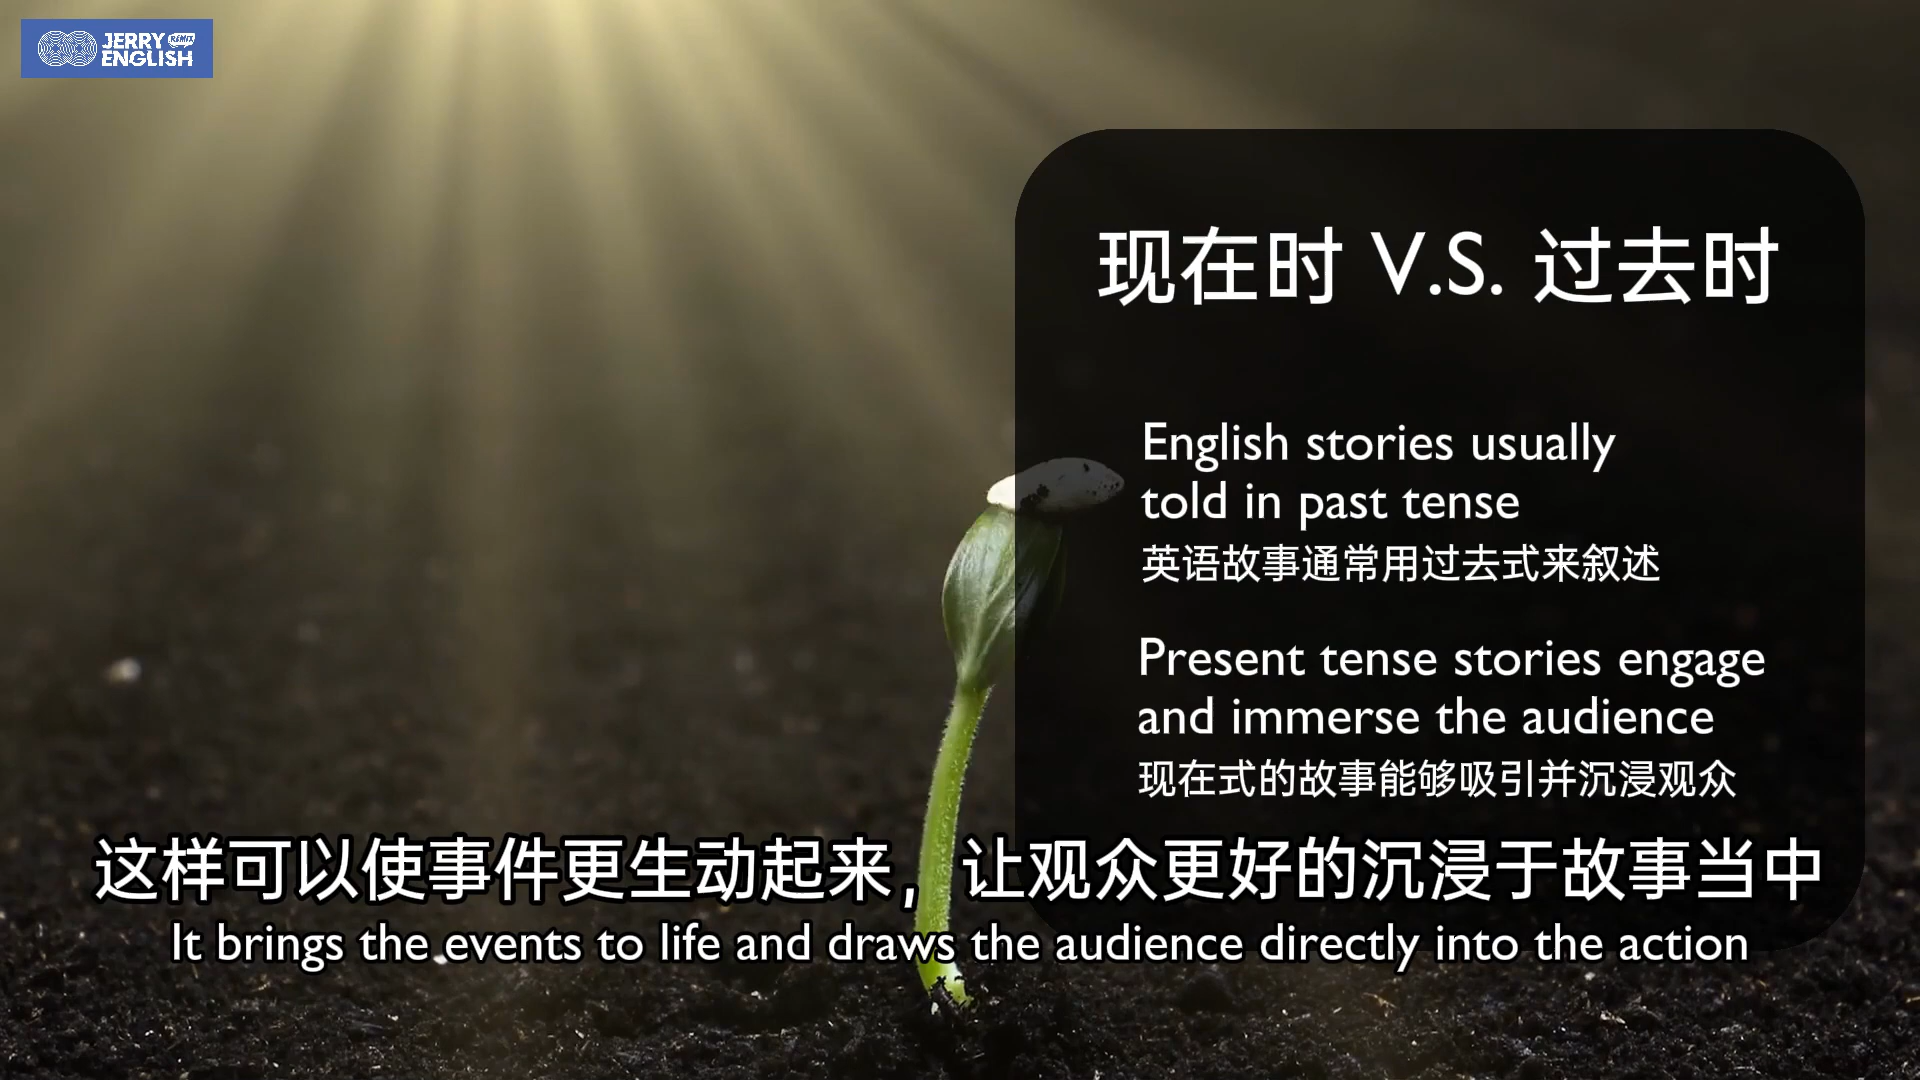 JERRY REMIX
ENGLISH
现在时 V.S. 过去时
English stories usually
told in past tense
英语故事通常用过去式来叙述
Present tense stories engage
and immerse the audience
现在式的故事能够吸引并沉浸观众
这样可以使事件更生动起来，让观众更好的沉浸于故事当中
It brings the events to life and draws the audience directly into the action